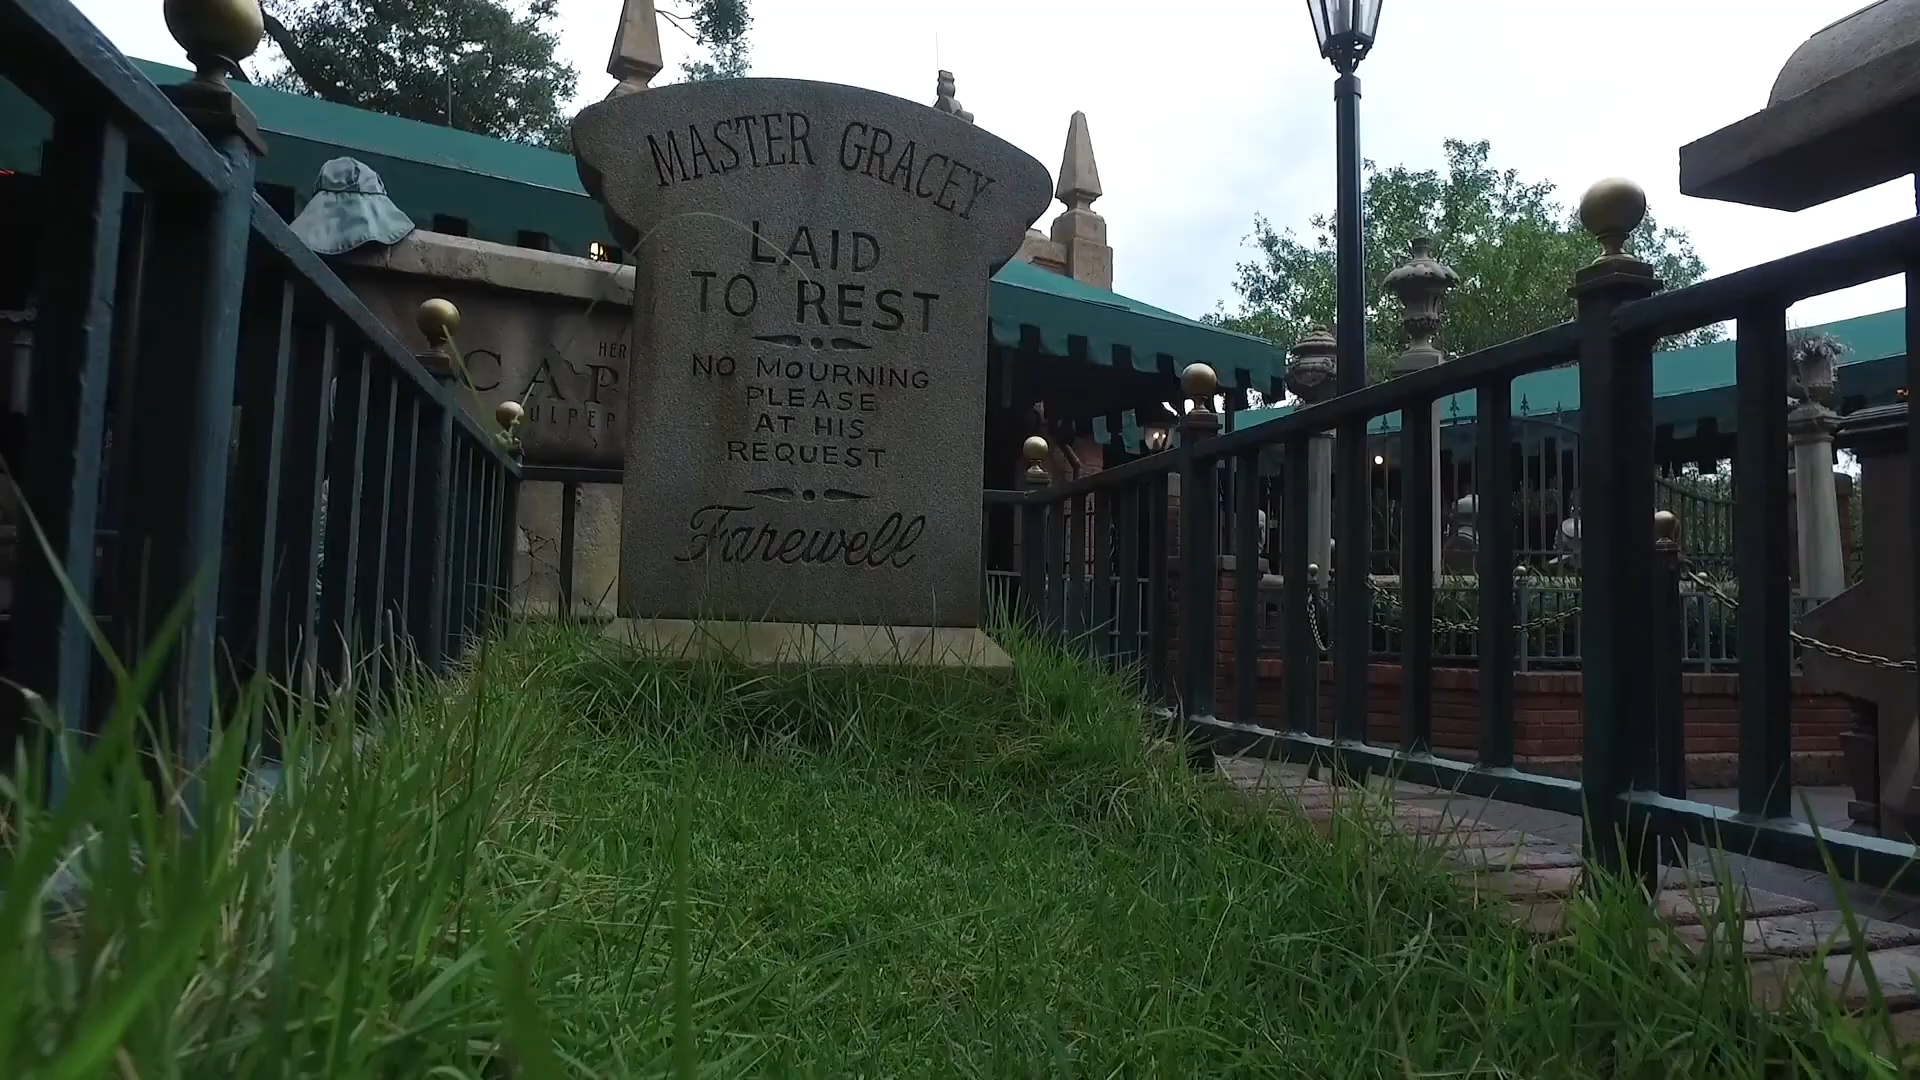 MASTER GRACEY
LAID
TO REST
NO MOURNING
PLEASE
AT HIS
REQUEST
Farewell